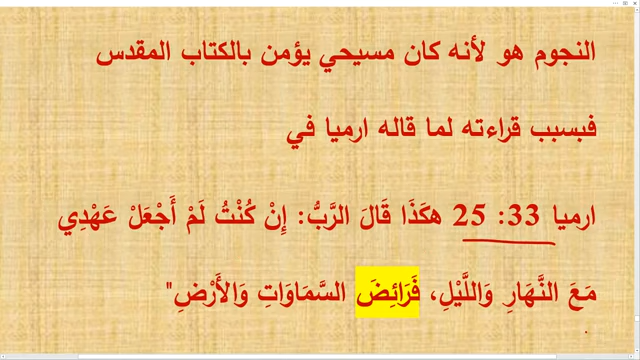 النجوم هو لأنه كان مسيحي يؤمن بالكتاب المقدس
فبسبب قراءته لما قاله ارميا في
ارميا 33: 25 هكَذَا قَالَ الرَّبُّ: إِنْ كُنْتُ لَمْ أَجْعَلْ عَهْدِي
مَعَ النَّهَارِ وَاللَّيْلِ، فَرَائِضَ السَّمَاوَاتِ وَالأَرْضِ"